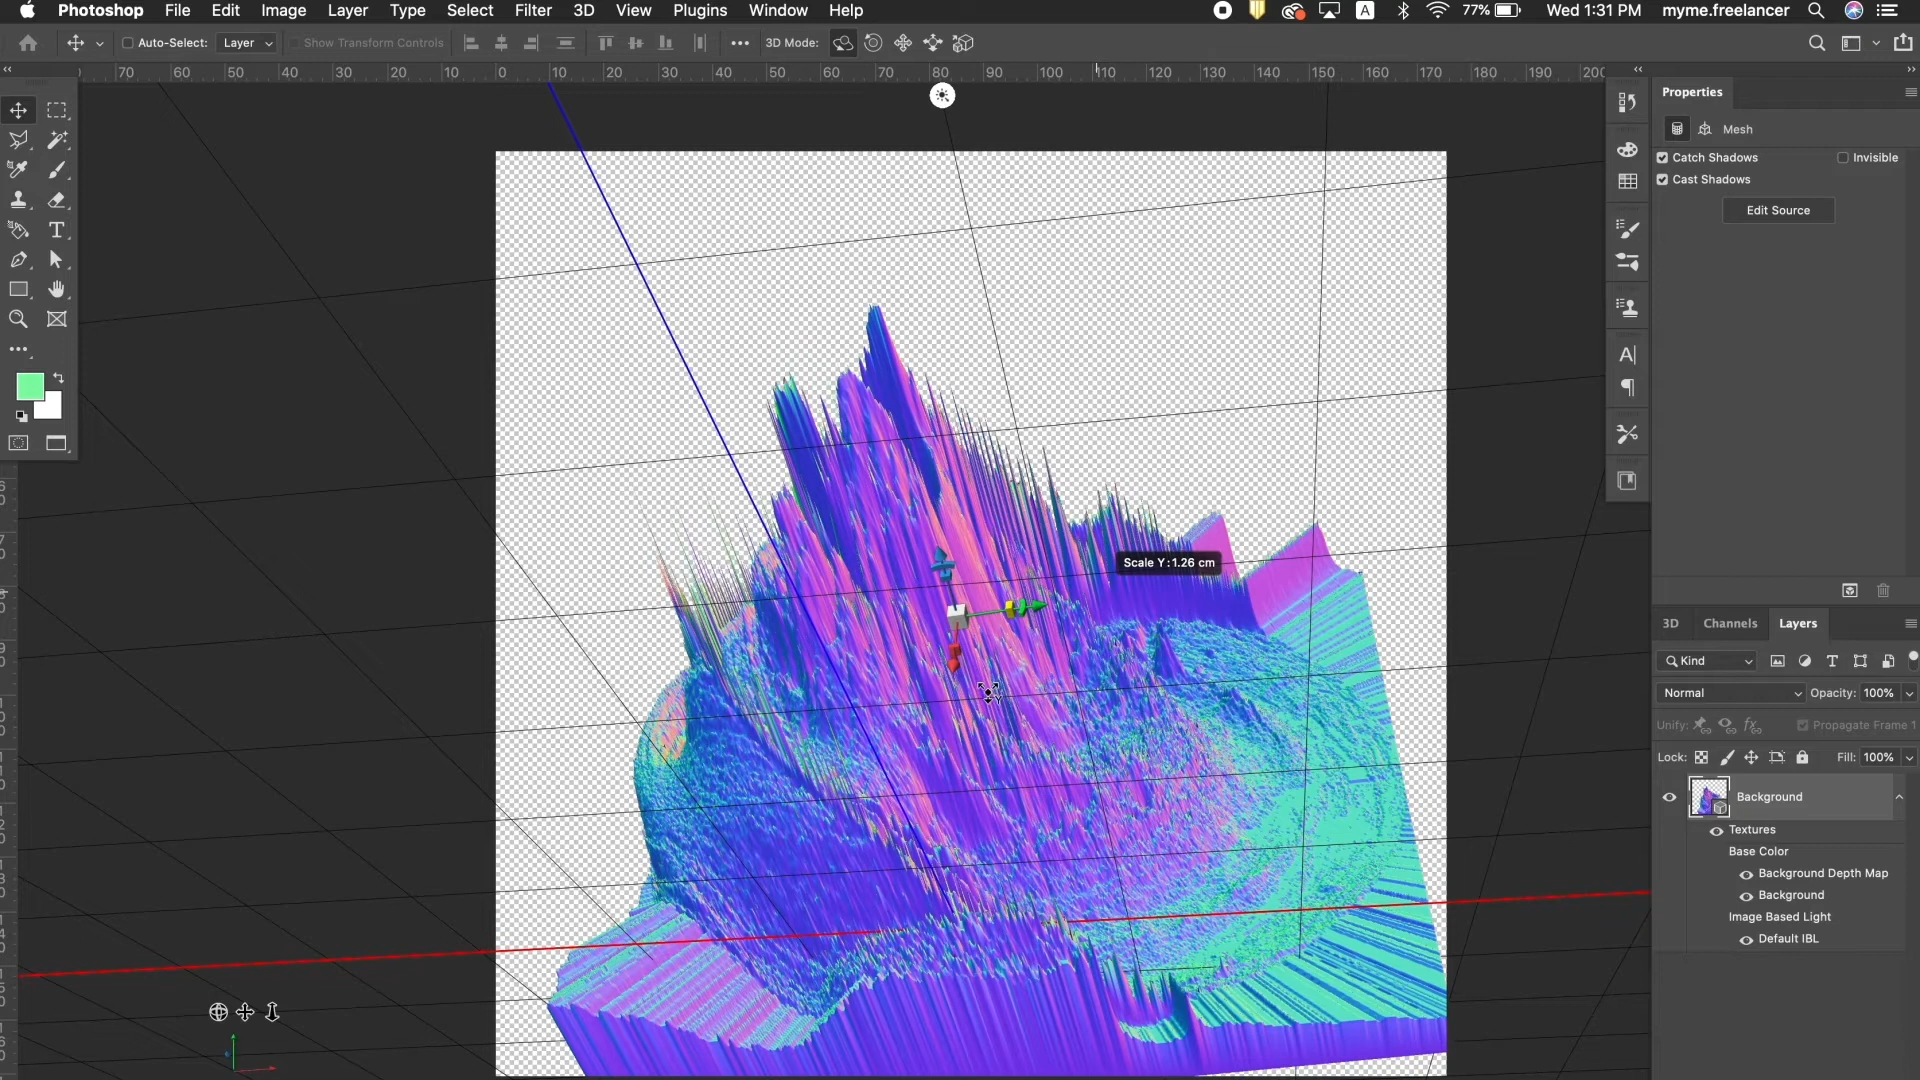 Photoshop File Edit Image Layer Type Select Filter 3D View Plugins Window Help 77% Wed 1:31 PM myme.freelancer
Auto-Select: Layer Show Transform Controls 3D Mode:
70 60 50 40 30 20 10 0 10 20 30 40 50 60 70 80 90 100 110 120 130 140 150 160 170 180 190 200
Properties
Mesh
Catch Shadows Invisible
Cast Shadows
Edit Source
Scale Y : 1.26 cm
3D Channels Layers
Kind
Normal Opacity: 100%
Unify: Propagate Frame 1
Lock: Fill: 100%
Background
Textures
Base Color
Background Depth Map
Background
Image Based Light
Default IBL